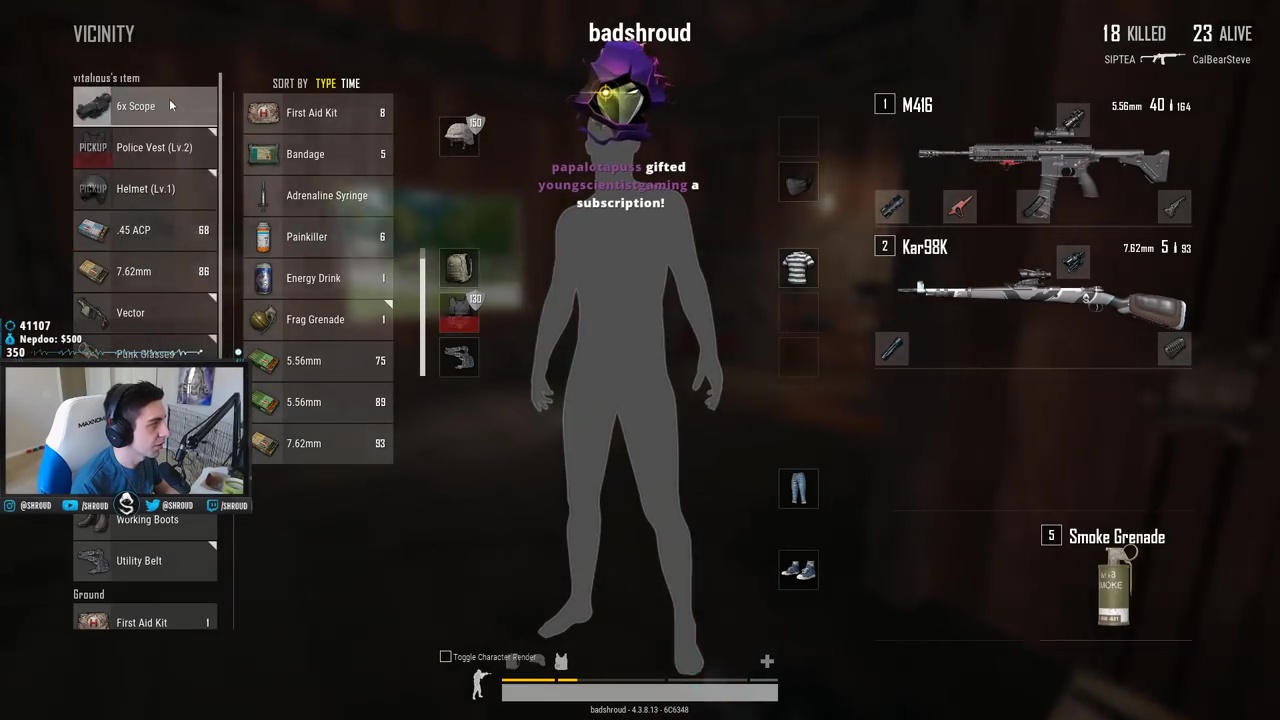 VICINITY
badshroud
18 KILLED 23 ALIVE
SIPTEA CalBearSteve
vitalious's item
6x Scope
PICKUP Police Vest (Lv.2)
PICKUP Helmet (Lv.1)
.45 ACP 68
7.62mm 86
Vector
Punk Glasses
Working Boots
Utility Belt
Ground
First Aid Kit 1
SORT BY TYPE TIME
First Aid Kit 8
Bandage 5
Adrenaline Syringe
Painkiller 6
Energy Drink 1
Frag Grenade 1
5.56mm 75
5.56mm 89
7.62mm 93
150
130
papalotapuss gifted
youngscientistgaming a
subscription!
1 M416 5.56mm 40 164
2 Kar98K 7.62mm 5 93
5 Smoke Grenade
SMOKE
41107
Nepdoo: $500
350
MAXNOM
@SHROUD /SHROUD @SHROUD /SHROUD
Toggle Character Render
badshroud - 4.3.8.13 - 6C6348